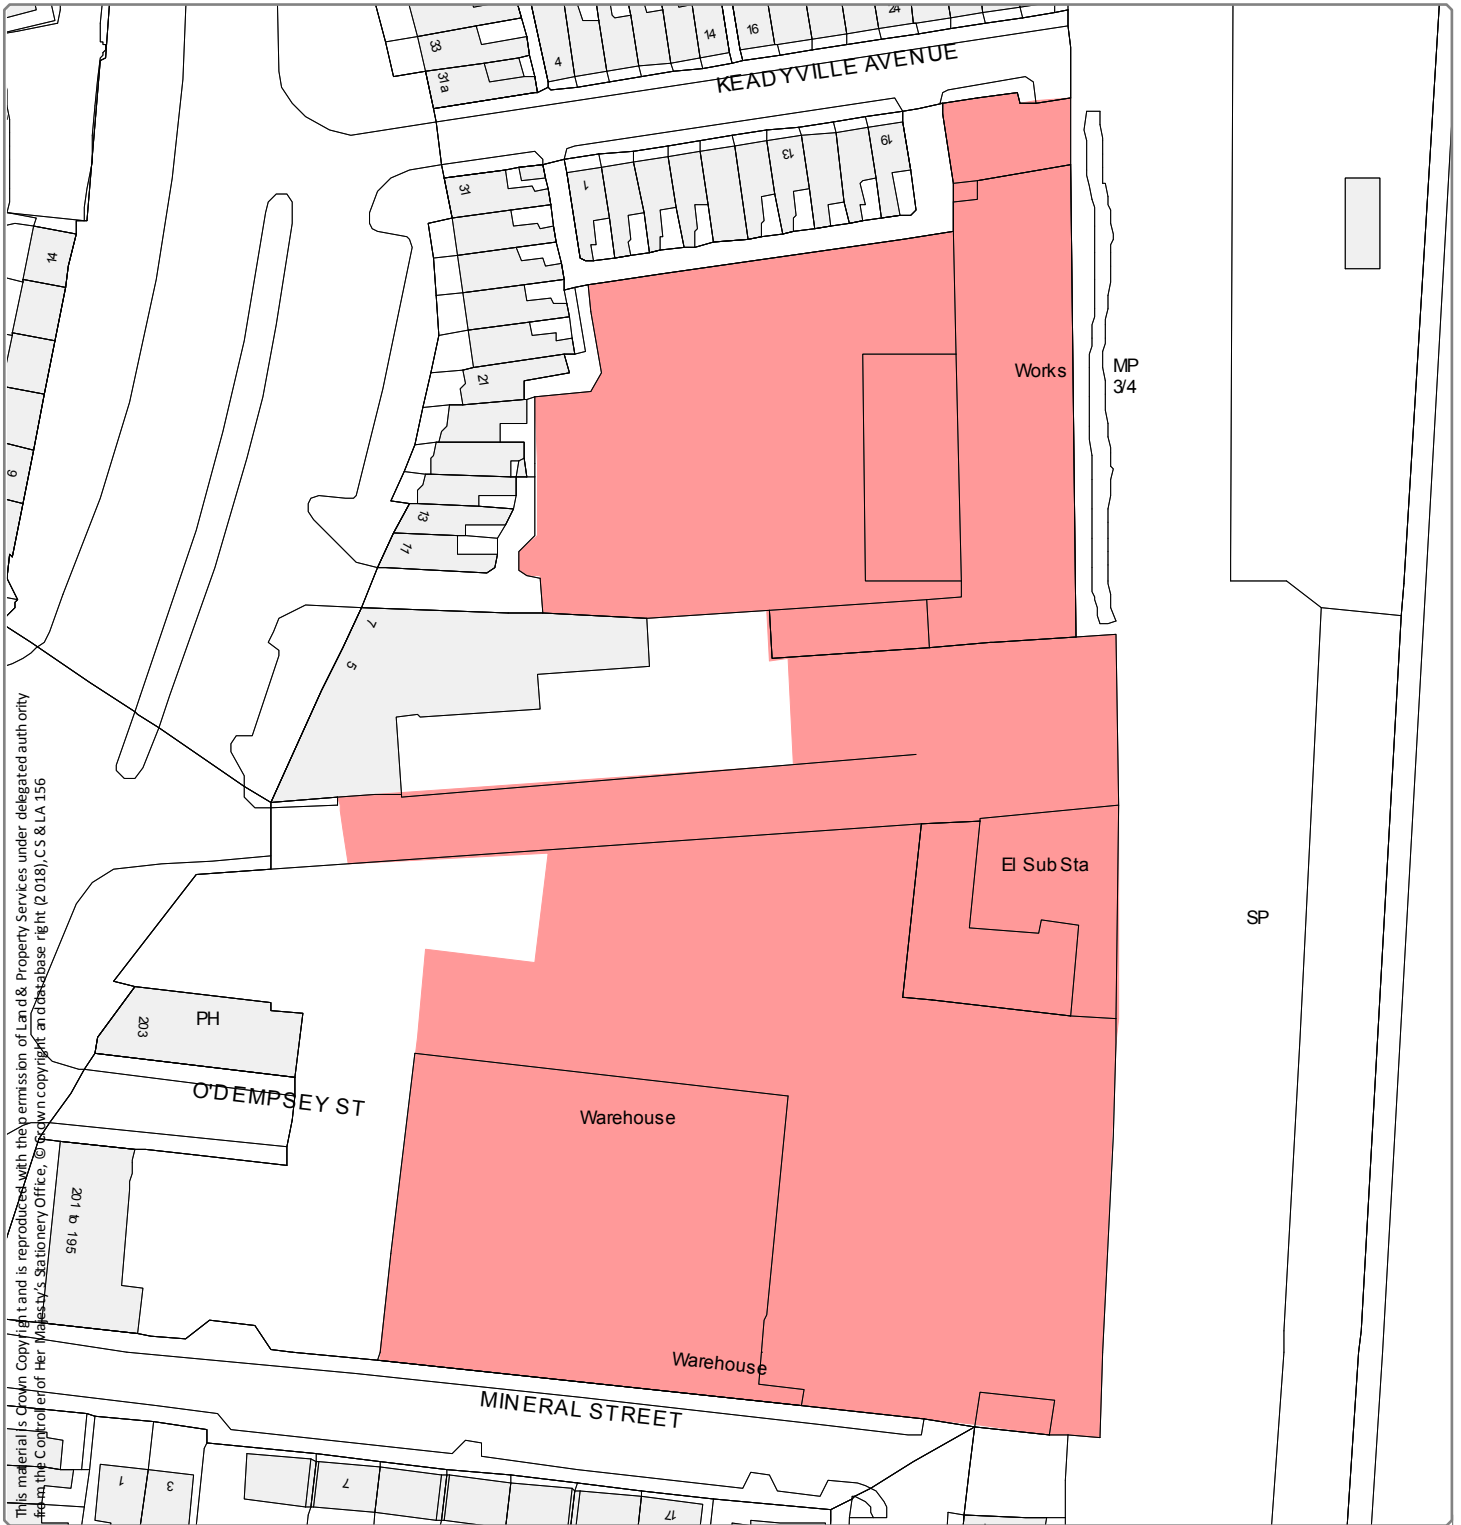 33
31a
4
14
16
24
KEADYVILLE AVENUE
31
1
13
19
14
Works
MP
3/4
21
9
13
11
7
5
El Sub Sta
SP
PH
203
O'DEMPSEY ST
Warehouse
201 to 195
Warehouse
MINERAL STREET
1
3
7
17
This material is Crown Copyright and is reproduced with the permission of Land & Property Services under delegated authority
from the Controller of Her Majesty's Stationery Office, © Crown copyright and database right (2018), CS & LA 156